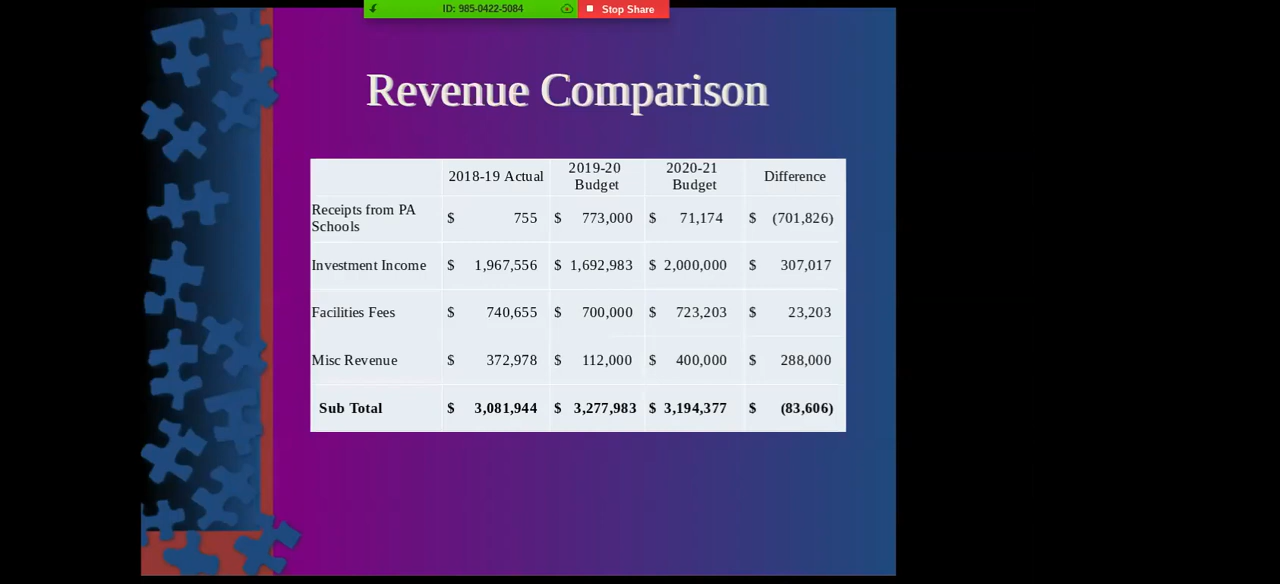 ID: 985-0422-5084 Stop Share
Revenue Comparison
2018-19 Actual 2019-20 Budget 2020-21 Budget Difference
Receipts from PA Schools $ 755 $ 773,000 $ 71,174 $ (701,826)
Investment Income $ 1,967,556 $ 1,692,983 $ 2,000,000 $ 307,017
Facilities Fees $ 740,655 $ 700,000 $ 723,203 $ 23,203
Misc Revenue $ 372,978 $ 112,000 $ 400,000 $ 288,000
Sub Total $ 3,081,944 $ 3,277,983 $ 3,194,377 $ (83,606)